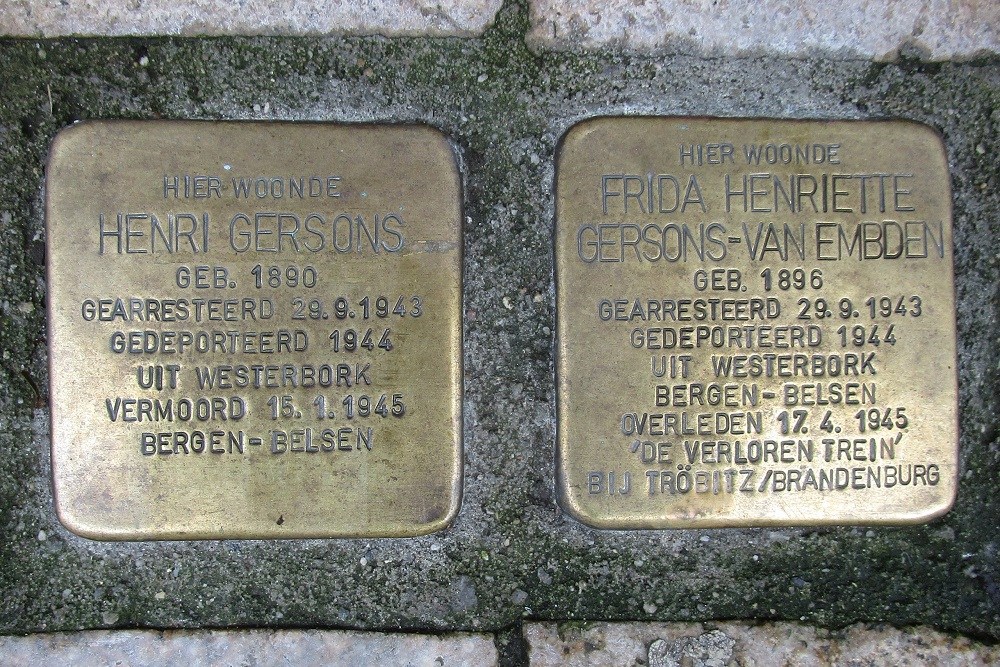 HIER WOONDE
HENRI GERSONS
GEB. 1890
GEARRESTEERD 29.9.1943
GEDEPORTEERD 1944
UIT WESTERBORK
VERMOORD 15.1.1945
BERGEN-BELSEN
HIER WOONDE
FRIDA HENRIETTE
GERSONS-VAN EMBDEN
GEB. 1896
GEARRESTEERD 29.9.1943
GEDEPORTEERD 1944
UIT WESTERBORK
BERGEN-BELSEN
OVERLEDEN 17.4.1945
'DE VERLOREN TREIN'
BIJ TRÖBITZ/BRANDENBURG